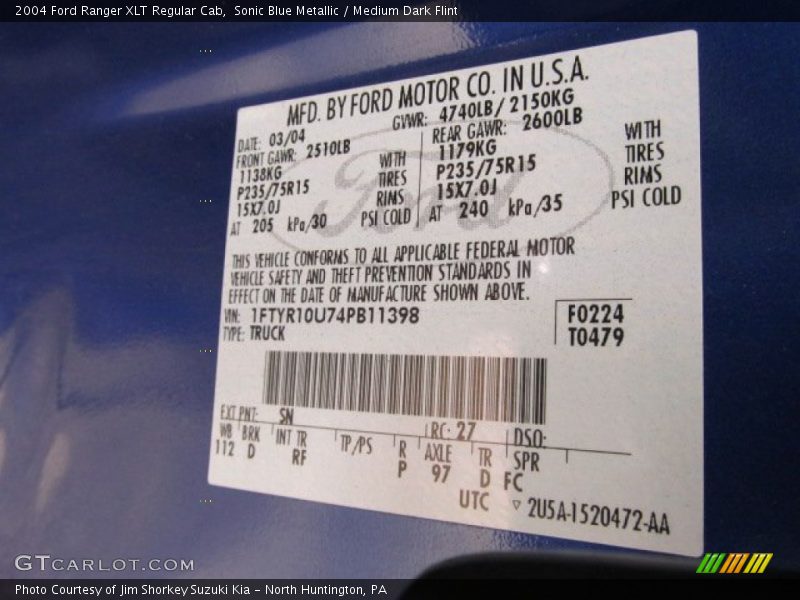 2004 Ford Ranger XLT Regular Cab,  Sonic Blue Metallic / Medium Dark Flint
MFD. BY FORD MOTOR CO. IN U.S.A.
DATE: 03/04 GVWR: 4740LB/ 2150KG
FRONT GAWR: 2510LB REAR GAWR: 2600LB
1138KG WITH 1179KG WITH
P235/75R15 TIRES P235/75R15 TIRES
15X7.0J RIMS 15X7.0J RIMS
AT 205 kPa/30 PSI COLD AT 240 kPa/35 PSI COLD
Ford
THIS VEHICLE CONFORMS TO ALL APPLICABLE FEDERAL MOTOR
VEHICLE SAFETY AND THEFT PREVENTION STANDARDS IN
EFFECT ON THE DATE OF MANUFACTURE SHOWN ABOVE.
VIN: 1FTYR10U74PB11398 F0224
TYPE: TRUCK T0479
EXT PNT: SN RC: 27 DSO:
WB BRK INT TR TP/PS R AXLE TR SPR
112 D RF P 97 D FC
UTC ▽ 2U5A-1520472-AA
GTCARLOT.COM
Photo Courtesy of Jim Shorkey Suzuki Kia – North Huntington, PA